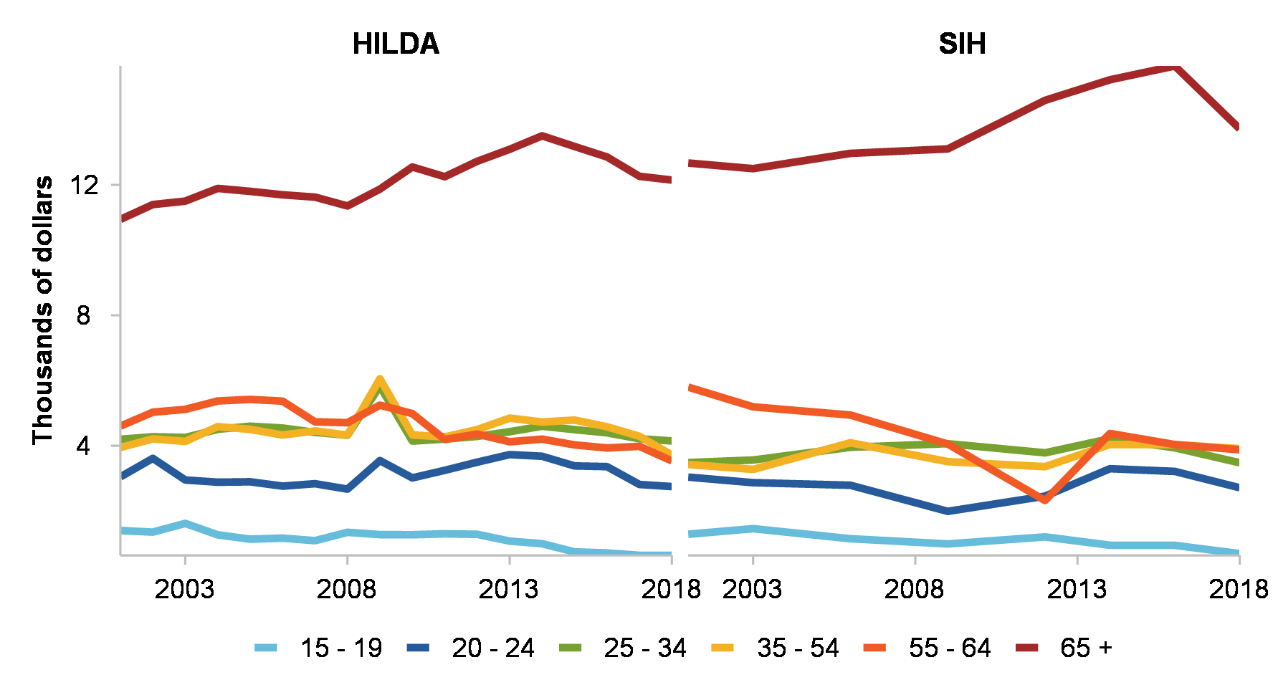 HILDA SIH
Thousands of dollars
12
8
4
2003 2008 2013 2018 2003 2008 2013 2018
15 - 19 20 - 24 25 - 34 35 - 54 55 - 64 65 +